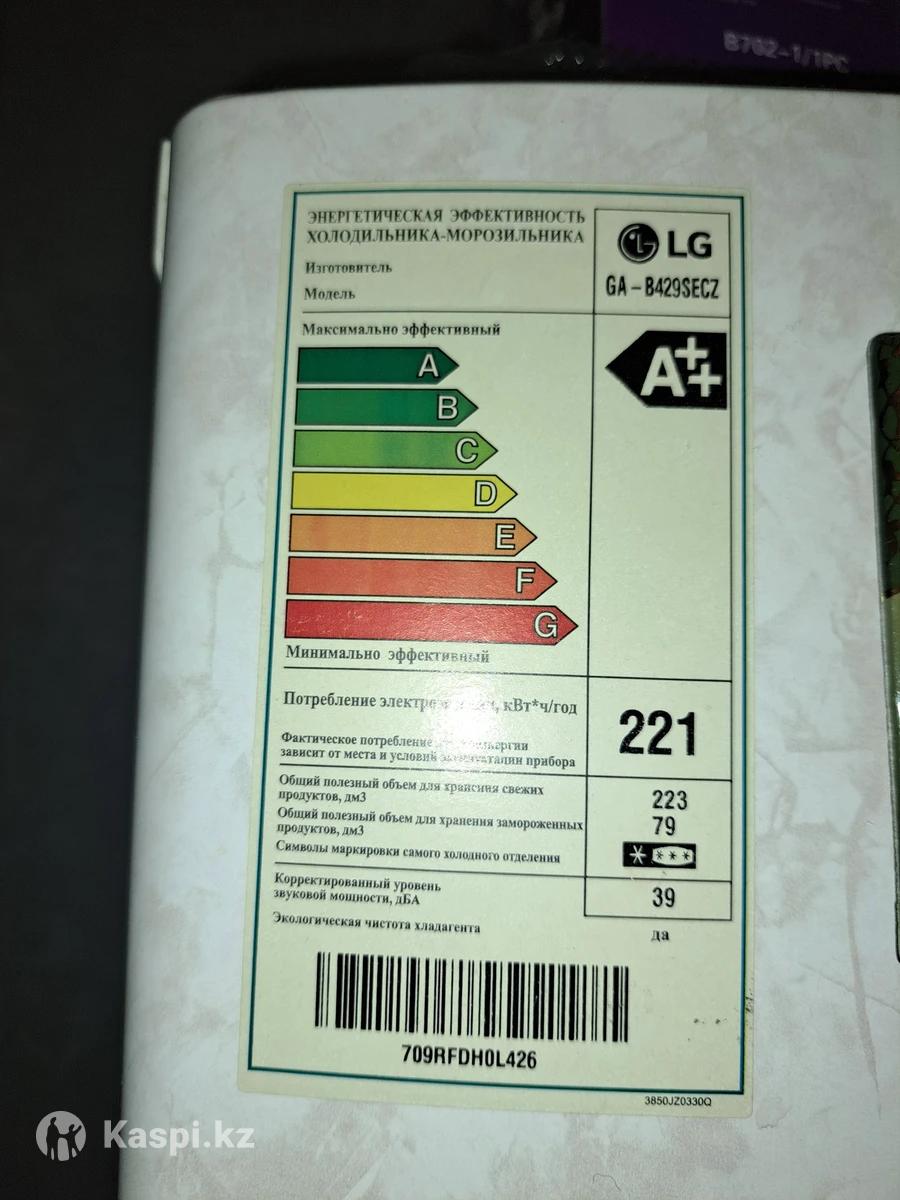 B702-1/1PC
ЭНЕРГЕТИЧЕСКАЯ ЭФФЕКТИВНОСТЬ
ХОЛОДИЛЬНИКА-МОРОЗИЛЬНИКА
LG
Изготовитель
Модель
GA-B429SECZ
Максимально эффективный
A
A++
B
C
D
E
F
G
Минимально эффективный
Потребление кВт*ч/год
221
Фактическое потребление
зависит от места и условий эксплуатации прибора
Общий полезный объем для хранения свежих
продуктов, дм3
223
Общий полезный объем для хранения замороженных
продуктов, дм3
79
Символы маркировки самого холодного отделения
Корректированный уровень
звуковой мощности, дБА
39
Экологическая чистота хладагента
да
709RFDH0L426
3850JZ0330Q
Kaspi.kz